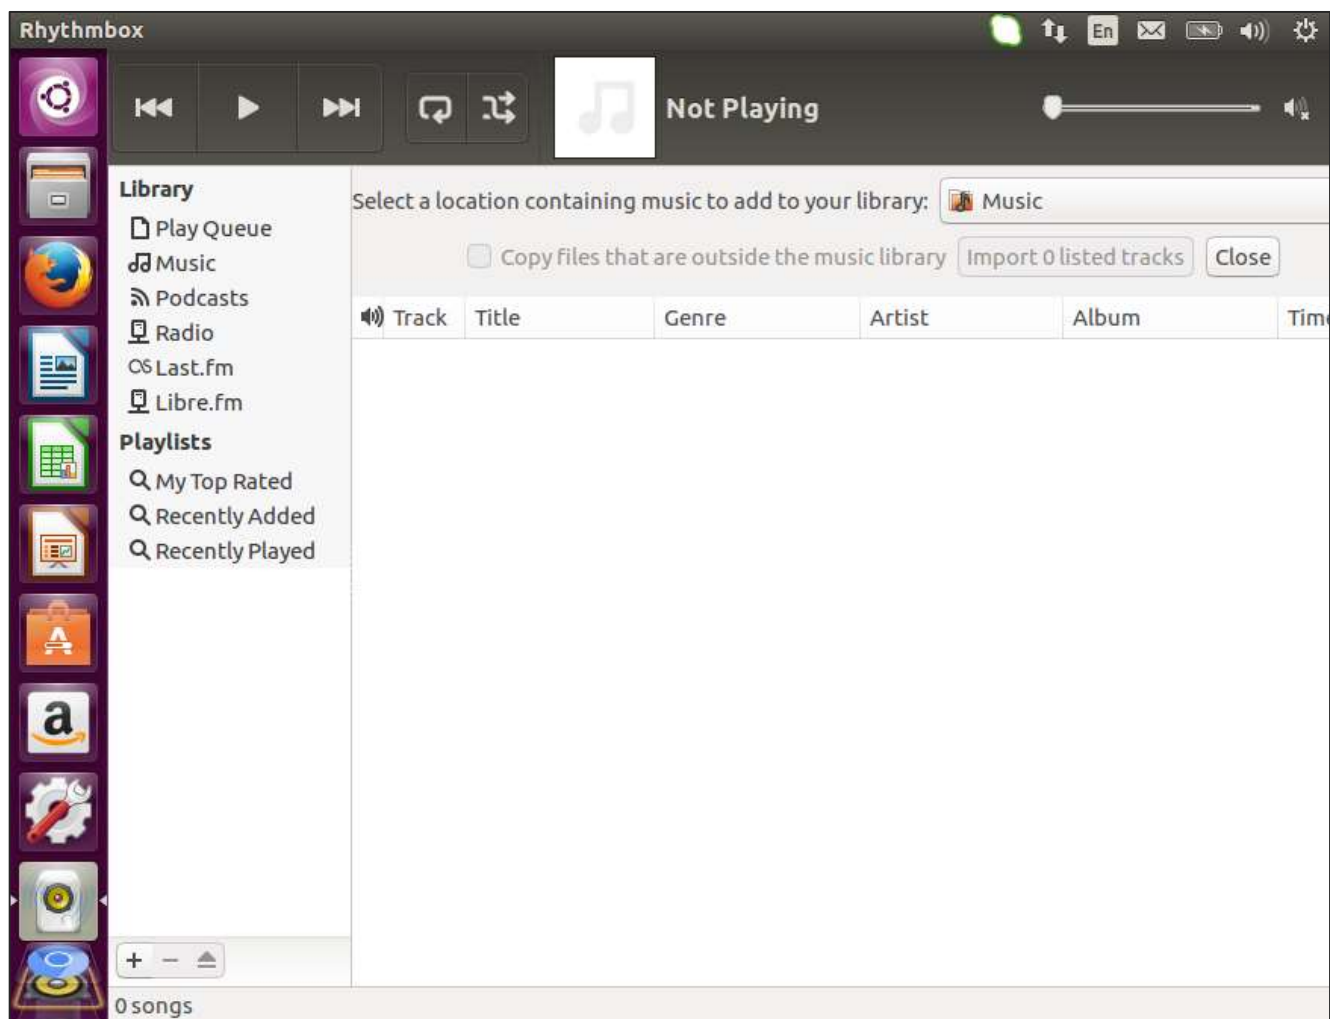 Rhythmbox
En
Not Playing
Library
Play Queue
Music
Podcasts
Radio
Last.fm
Libre.fm
Playlists
My Top Rated
Recently Added
Recently Played
Select a location containing music to add to your library: Music
Copy files that are outside the music library Import 0 listed tracks Close
Track Title Genre Artist Album Time
a
0 songs